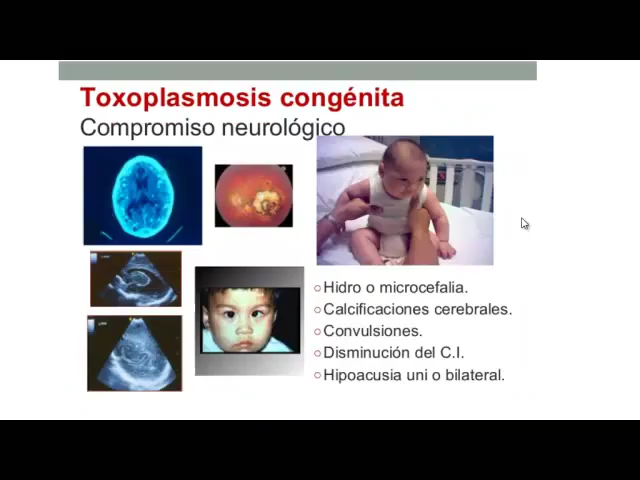 Toxoplasmosis congénita
Compromiso neurológico
Hidro o microcefalia.
Calcificaciones cerebrales.
Convulsiones.
Disminución del C.I.
Hipoacusia uni o bilateral.